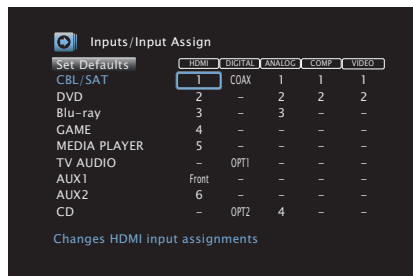 Inputs/Input Assign
Set Defaults HDMI DIGITAL ANALOG COMP VIDEO
CBL/SAT 1 COAX 1 1 1
DVD 2 – 2 2 2
Blu-ray 3 – 3 – –
GAME 4 – – – –
MEDIA PLAYER 5 – – – –
TV AUDIO – OPT1 – – –
AUX1 Front – – – –
AUX2 6 – – – –
CD – OPT2 4 – –
Changes HDMI input assignments